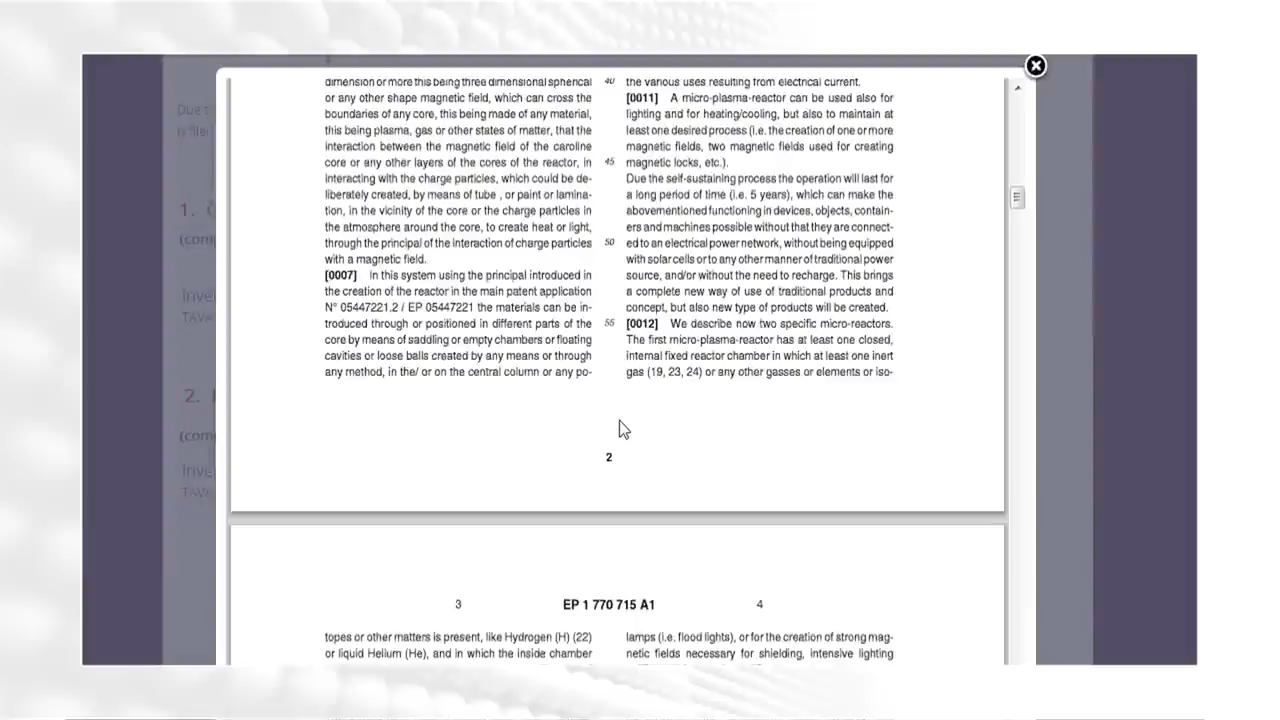 dimension or more this being three dimensional spherical
or any other shape magnetic field, which can cross the
boundaries of any core, this being made of any material,
this being plasma, gas or other states of matter, that the
interaction between the magnetic field of the caroline
core or any other layers of the cores of the reactor, in
interacting with the charge particles, which could be de-
liberately created, by means of tube , or paint or lamina-
tion, in the vicinity of the core or the charge particles in
the atmosphere around the core, to create heat or light,
through the principal of the interaction of charge particles
with a magnetic field.
[0007] In this system using the principal introduced in
the creation of the reactor in the main patent application
N° 05447221.2 / EP 05447221 the materials can be in-
troduced through or positioned in different parts of the
core by means of saddling or empty chambers or floating
cavities or loose balls created by any means or through
any method, in the/ or on the central column or any po-
40
45
50
55
the various uses resulting from electrical current.
[0011] A micro-plasma-reactor can be used also for
lighting and for heating/cooling, but also to maintain at
least one desired process (i.e. the creation of one or more
magnetic fields, two magnetic fields used for creating
magnetic locks, etc.).
Due the self-sustaining process the operation will last for
a long period of time (i.e. 5 years), which can make the
abovementioned functioning in devices, objects, contain-
ers and machines possible without that they are connect-
ed to an electrical power network, without being equipped
with solar cells or to any other manner of traditional power
source, and/or without the need to recharge. This brings
a complete new way of use of traditional products and
concept, but also new type of products will be created.
[0012] We describe now two specific micro-reactors.
The first micro-plasma-reactor has at least one closed,
internal fixed reactor chamber in which at least one inert
gas (19, 23, 24) or any other gasses or elements or iso-
2
3
EP 1 770 715 A1
4
topes or other matters is present, like Hydrogen (H) (22)
or liquid Helium (He), and in which the inside chamber
lamps (i.e. flood lights), or for the creation of strong mag-
netic fields necessary for shielding, intensive lighting
Due
is file
1.
(com
Inve
TAV
2.
(com
Inve
TAV